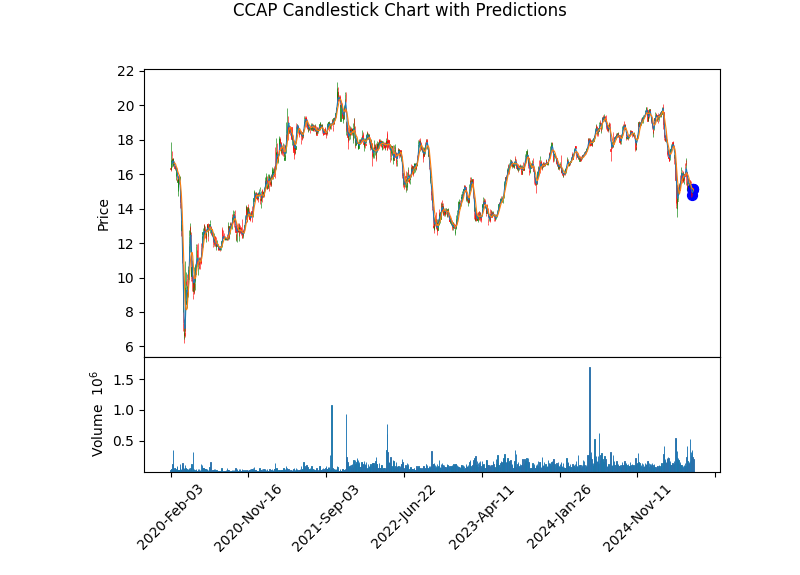 CCAP Candlestick Chart with Predictions
22
20
18
16
14
12
10
8
6
Price
1.5
1.0
0.5
Volume 10^6
2020-Feb-03
2020-Nov-16
2021-Sep-03
2022-Jun-22
2023-Apr-11
2024-Jan-26
2024-Nov-11